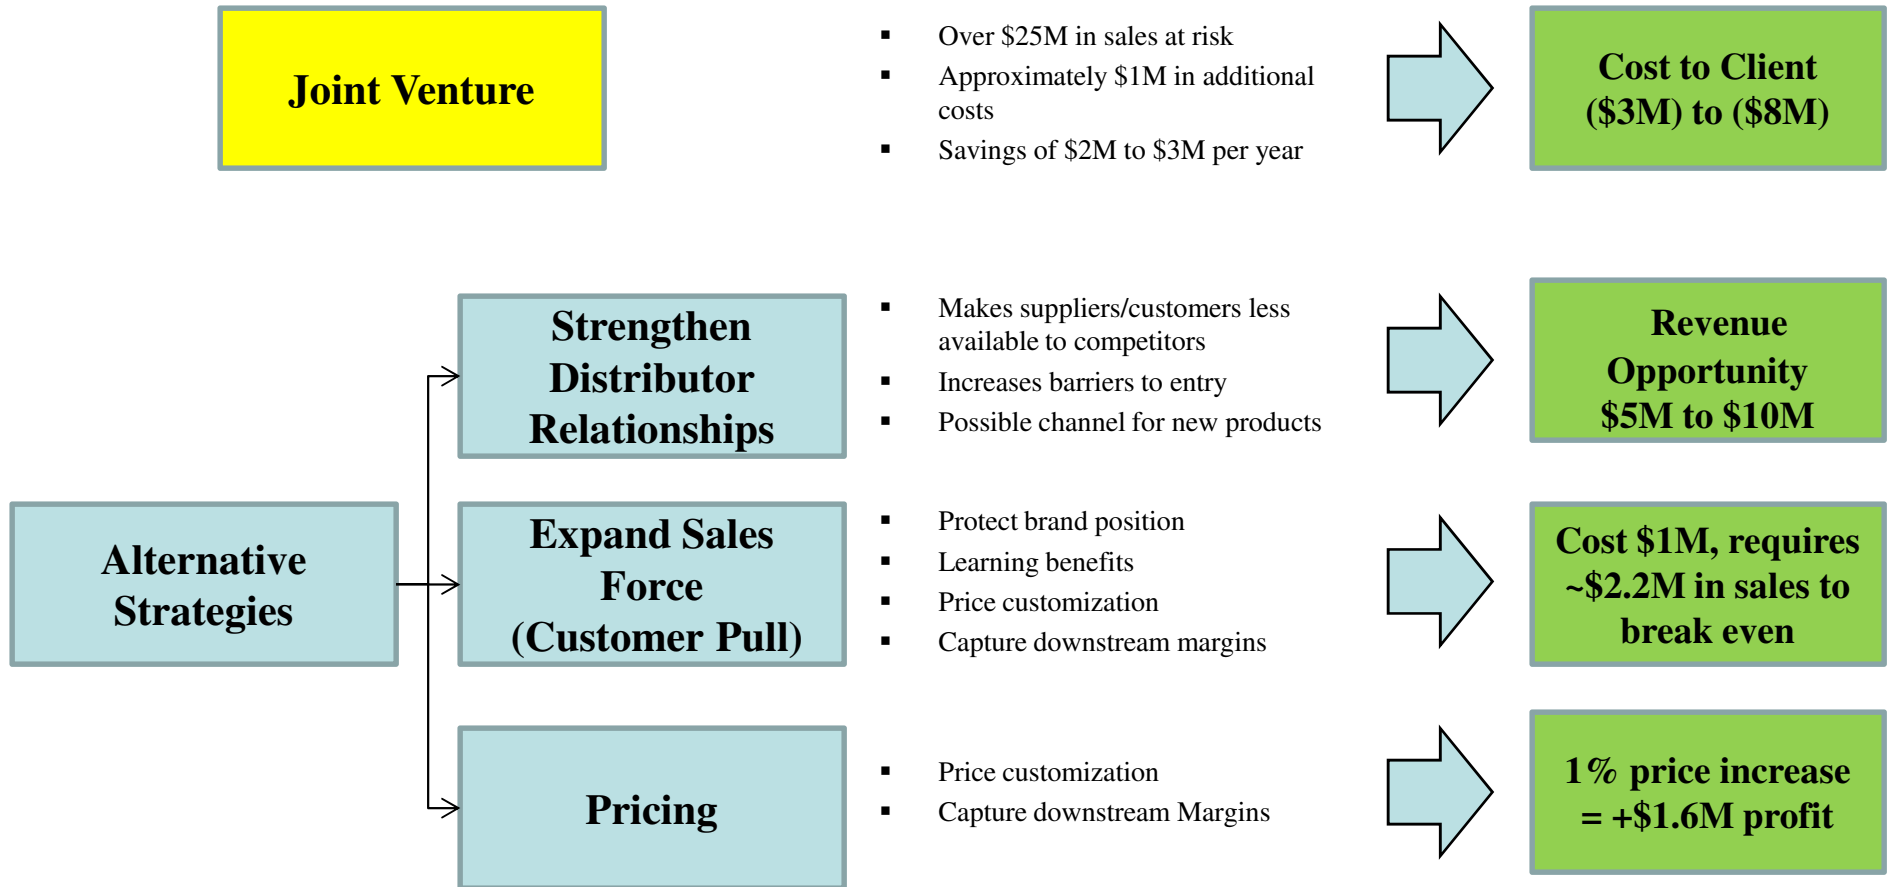 Joint Venture
▪ Over $25M in sales at risk
▪ Approximately $1M in additional
costs
▪ Savings of $2M to $3M per year
Cost to Client
($3M) to ($8M)
Alternative
Strategies
Strengthen
Distributor
Relationships
▪ Makes suppliers/customers less
available to competitors
▪ Increases barriers to entry
▪ Possible channel for new products
Revenue
Opportunity
$5M to $10M
Expand Sales
Force
(Customer Pull)
▪ Protect brand position
▪ Learning benefits
▪ Price customization
▪ Capture downstream margins
Cost $1M, requires
~$2.2M in sales to
break even
Pricing
▪ Price customization
▪ Capture downstream Margins
1% price increase
= +$1.6M profit